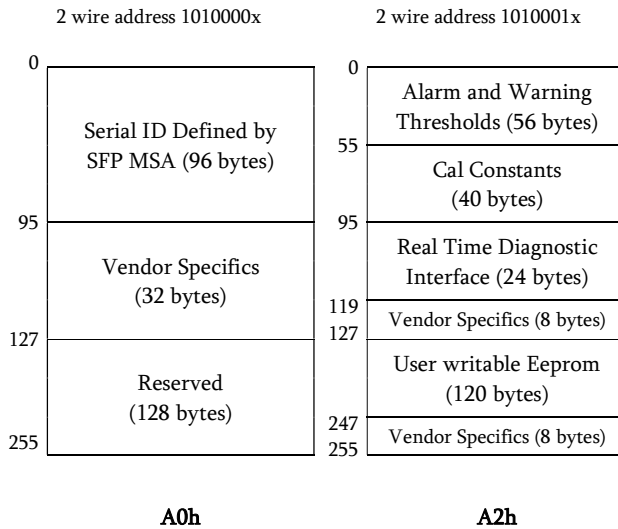 2 wire address 1010000x
0
Serial ID Defined by
SFP MSA (96 bytes)
95
Vendor Specifics
(32 bytes)
127
Reserved
(128 bytes)
255
A0h
2 wire address 1010001x
0
Alarm and Warning
Thresholds (56 bytes)
55
Cal Constants
(40 bytes)
95
Real Time Diagnostic
Interface (24 bytes)
119
Vendor Specifics (8 bytes)
127
User writable Eeprom
(120 bytes)
247
Vendor Specifics (8 bytes)
255
A2h